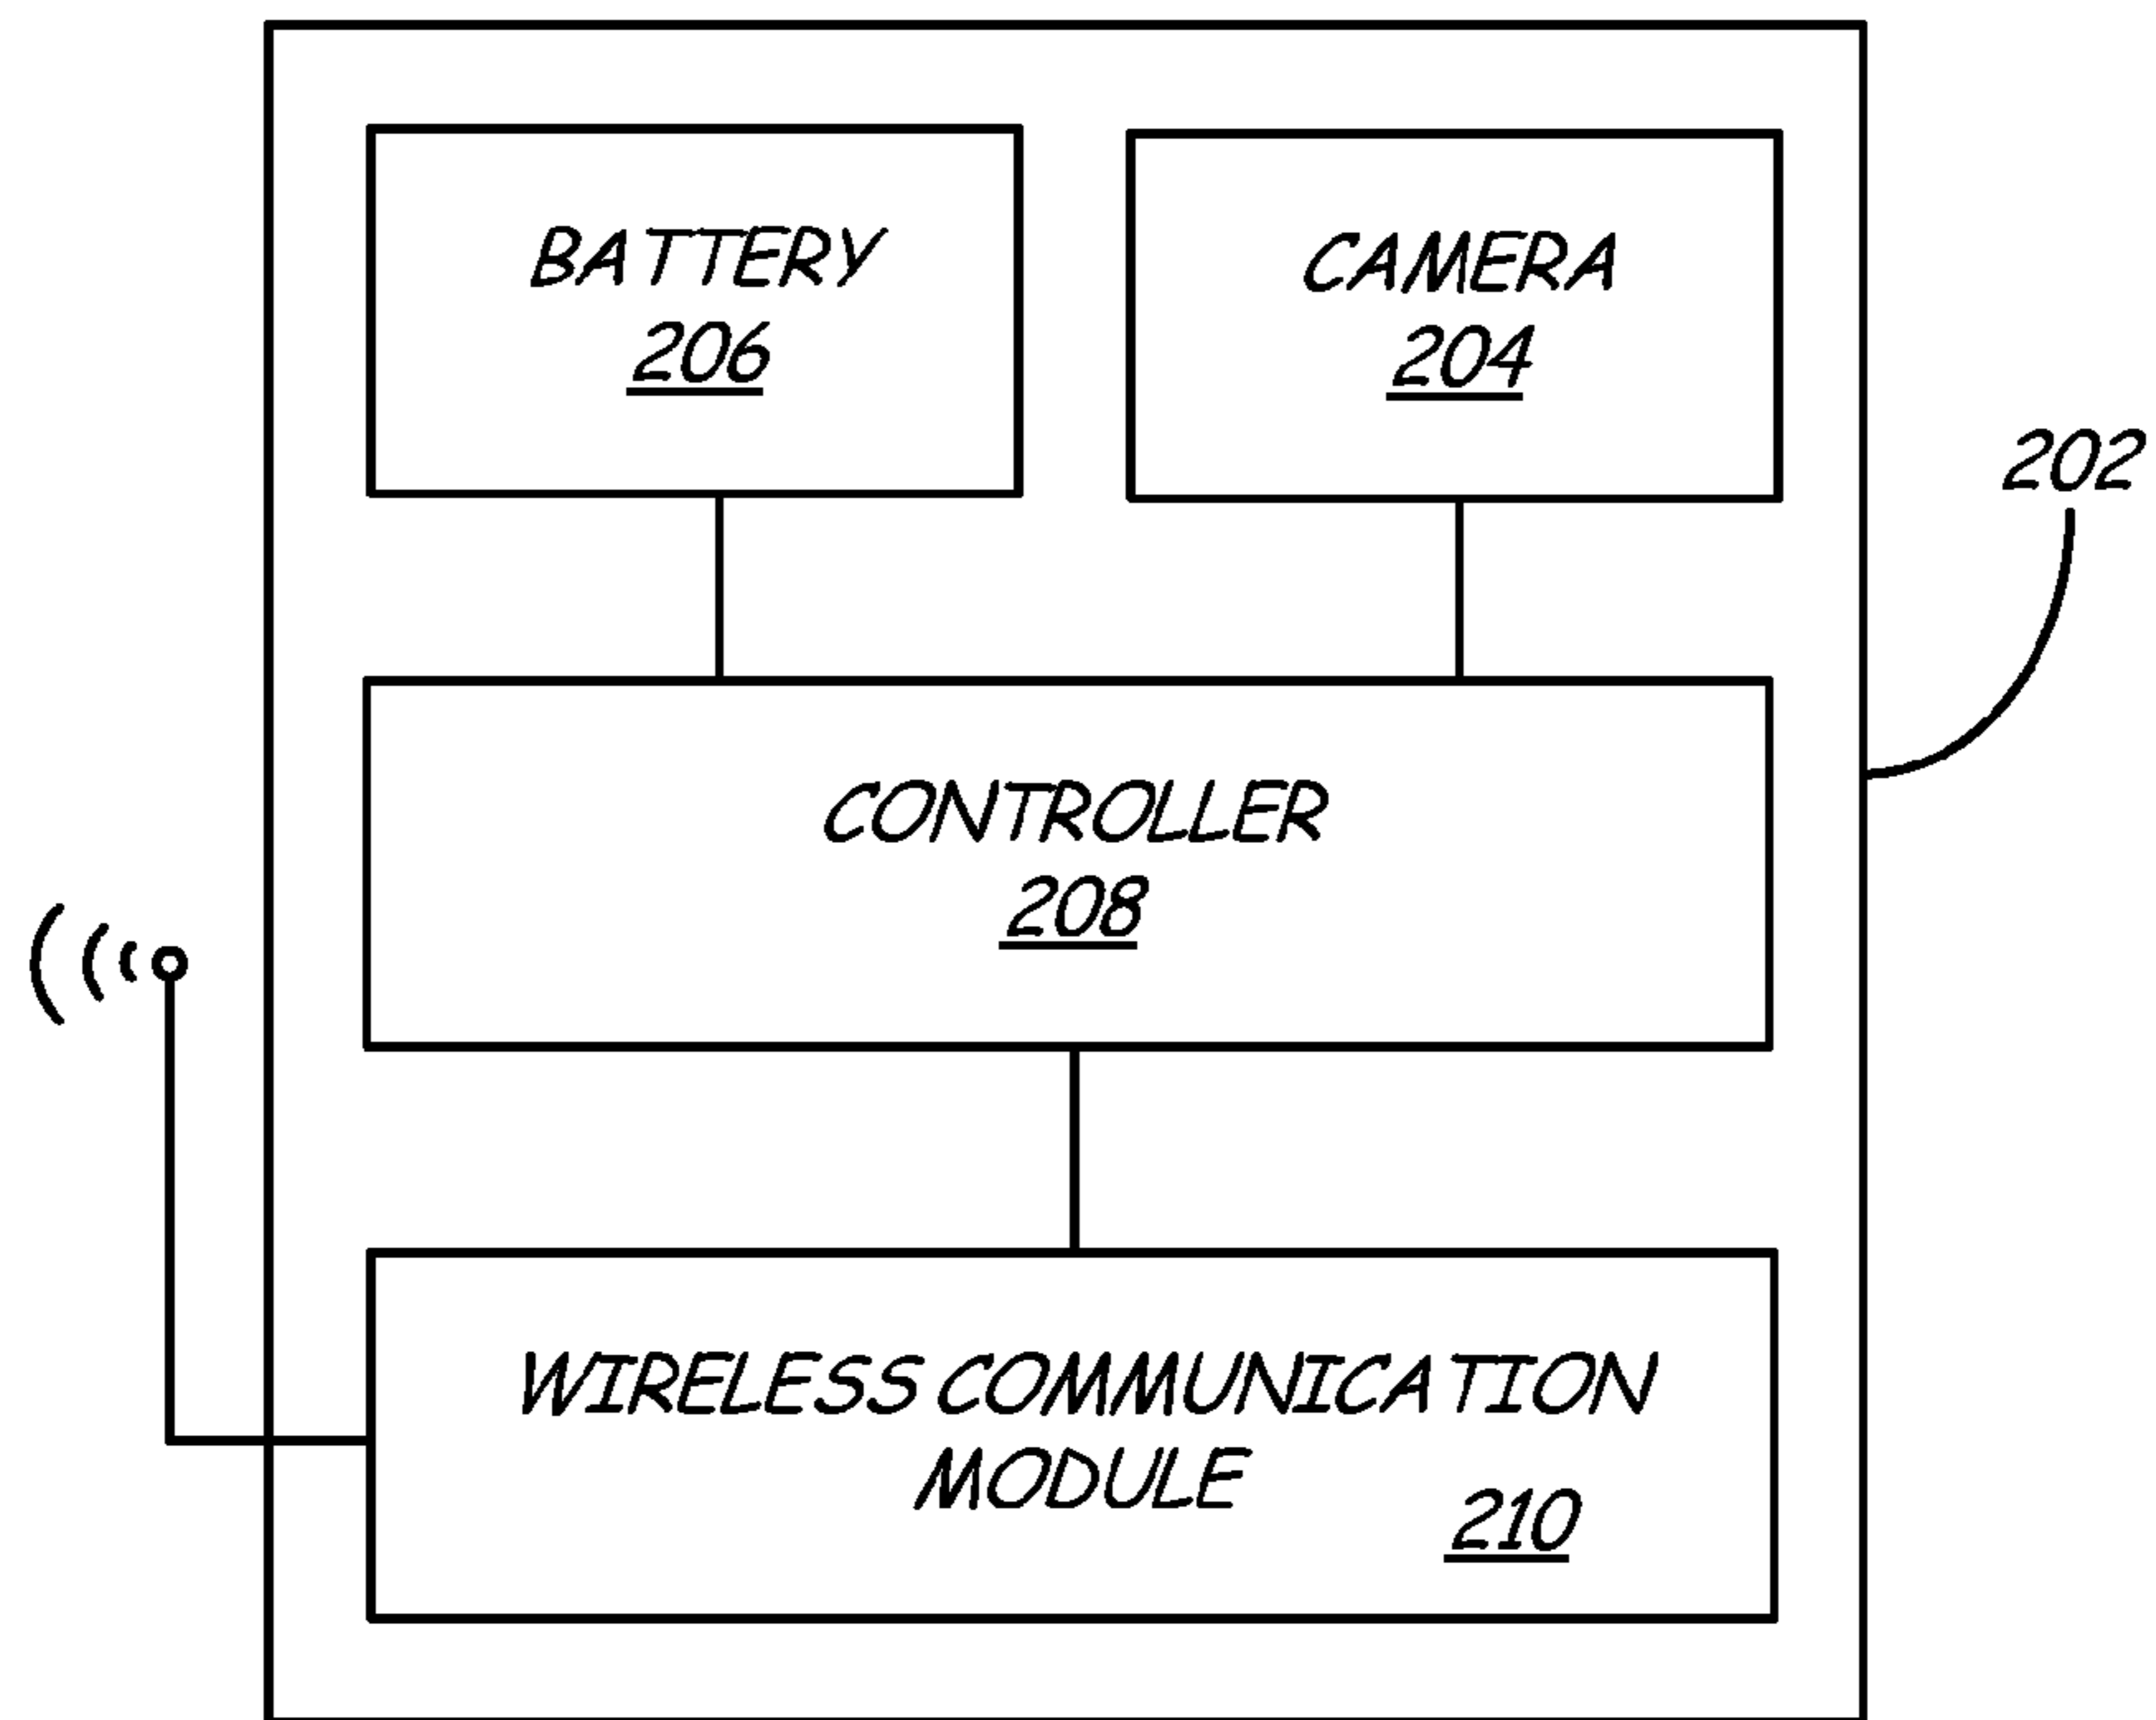 BATTERY
206
CAMERA
204
202
CONTROLLER
208
WIRELESS COMMUNICATION
MODULE
210